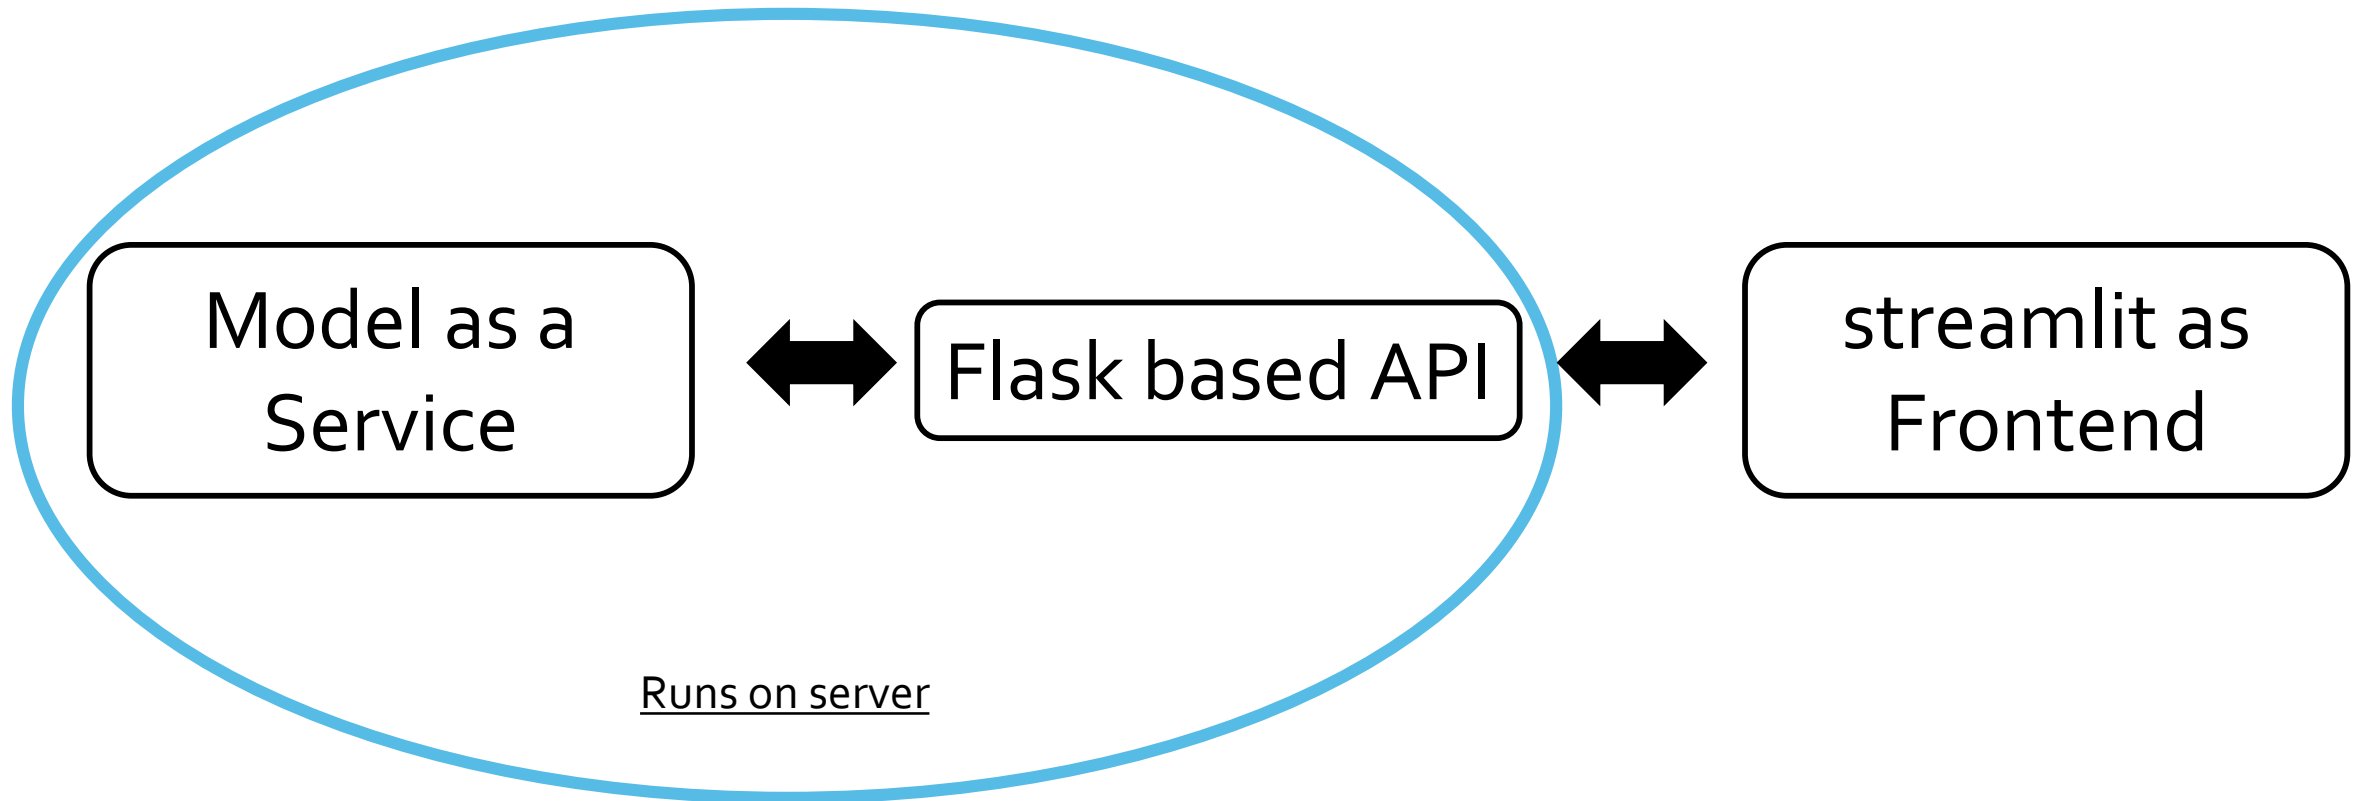 Model as a
Service
Flask based API
streamlit as
Frontend
Runs on server